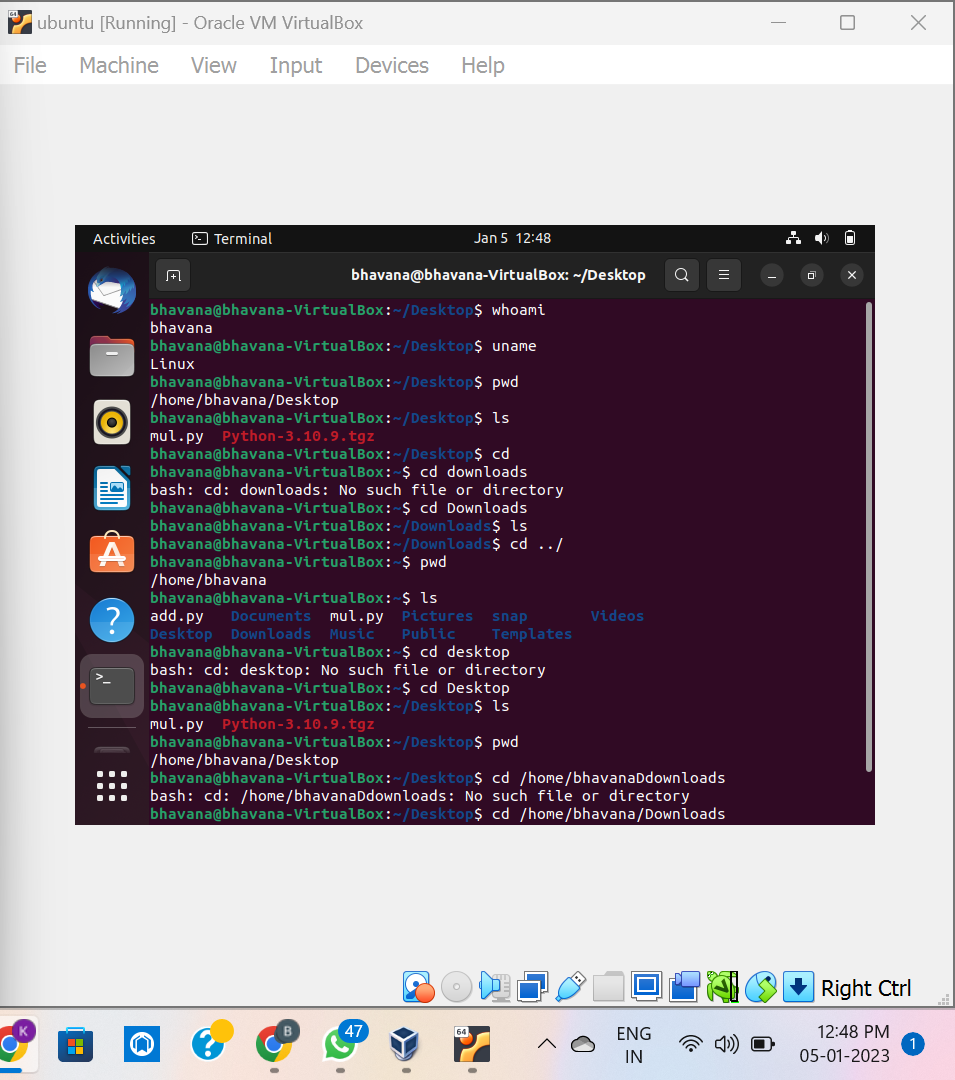 ubuntu [Running] - Oracle VM VirtualBox
File Machine View Input Devices Help
Activities Terminal Jan 5 12:48
bhavana@bhavana-VirtualBox: ~/Desktop
bhavana@bhavana-VirtualBox:~/Desktop$ whoami
bhavana
bhavana@bhavana-VirtualBox:~/Desktop$ uname
Linux
bhavana@bhavana-VirtualBox:~/Desktop$ pwd
/home/bhavana/Desktop
bhavana@bhavana-VirtualBox:~/Desktop$ ls
mul.py Python-3.10.9.tgz
bhavana@bhavana-VirtualBox:~/Desktop$ cd
bhavana@bhavana-VirtualBox:~$ cd downloads
bash: cd: downloads: No such file or directory
bhavana@bhavana-VirtualBox:~$ cd Downloads
bhavana@bhavana-VirtualBox:~/Downloads$ ls
bhavana@bhavana-VirtualBox:~/Downloads$ cd ../
bhavana@bhavana-VirtualBox:~$ pwd
/home/bhavana
bhavana@bhavana-VirtualBox:~$ ls
add.py Documents mul.py Pictures snap Videos
Desktop Downloads Music Public Templates
bhavana@bhavana-VirtualBox:~$ cd desktop
bash: cd: desktop: No such file or directory
bhavana@bhavana-VirtualBox:~$ cd Desktop
bhavana@bhavana-VirtualBox:~/Desktop$ ls
mul.py Python-3.10.9.tgz
bhavana@bhavana-VirtualBox:~/Desktop$ pwd
/home/bhavana/Desktop
bhavana@bhavana-VirtualBox:~/Desktop$ cd /home/bhavanaDdownloads
bash: cd: /home/bhavanaDdownloads: No such file or directory
bhavana@bhavana-VirtualBox:~/Desktop$ cd /home/bhavana/Downloads
Right Ctrl
K
B
47
64
ENG
IN
12:48 PM
05-01-2023
1